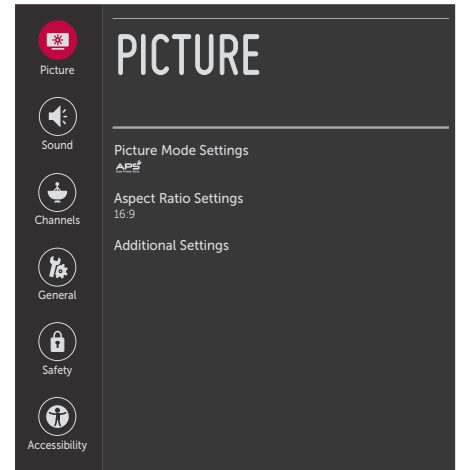 Picture
Sound
Channels
General
Safety
Accessibility
PICTURE
Picture Mode Settings
APS
Aspect Ratio Settings
16:9
Additional Settings